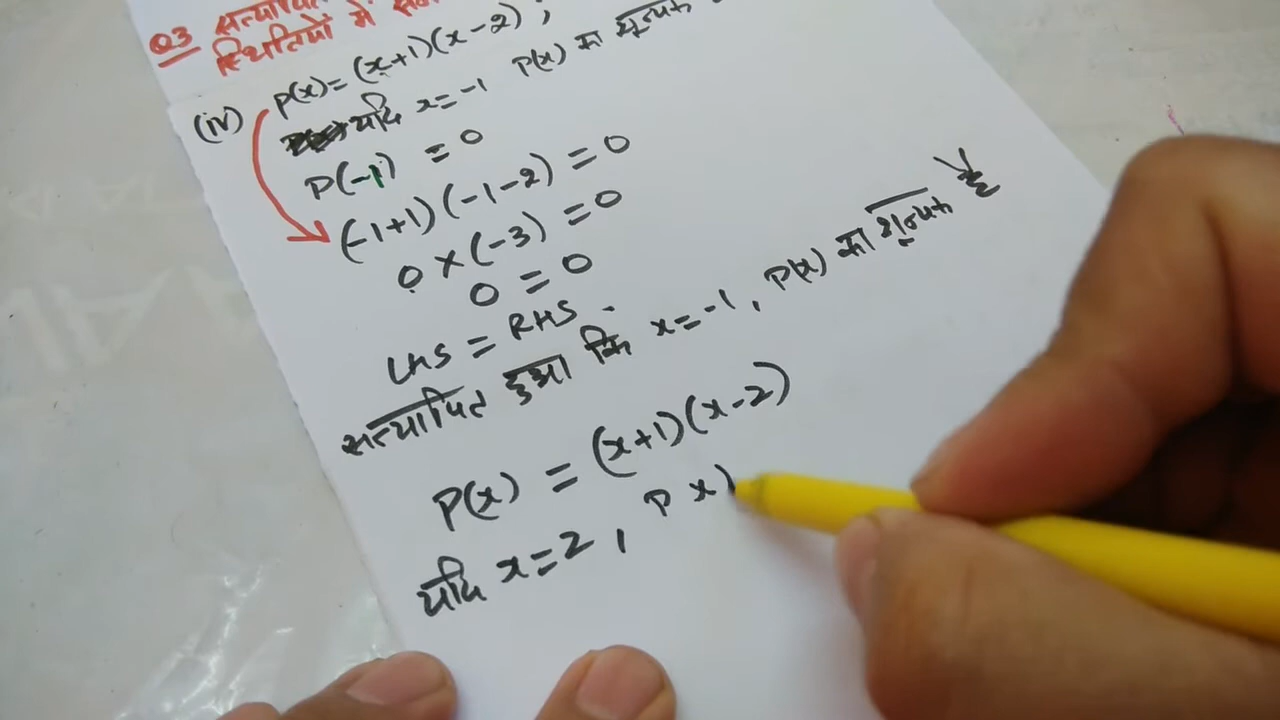 Q3 सत्यापित
स्थितियों में
(iv) P(x)=(x+1)(x-2),
यदि x=-1 P(x) का शून्यक
P(-1) = 0
(-1+1)(-1-2)=0
0×(-3)=0
0=0
LHS = RHS.
सत्यापित हुआ कि x=-1, P(x) का शून्यक है
P(x) = (x+1)(x-2)
यदि x=2, P x)